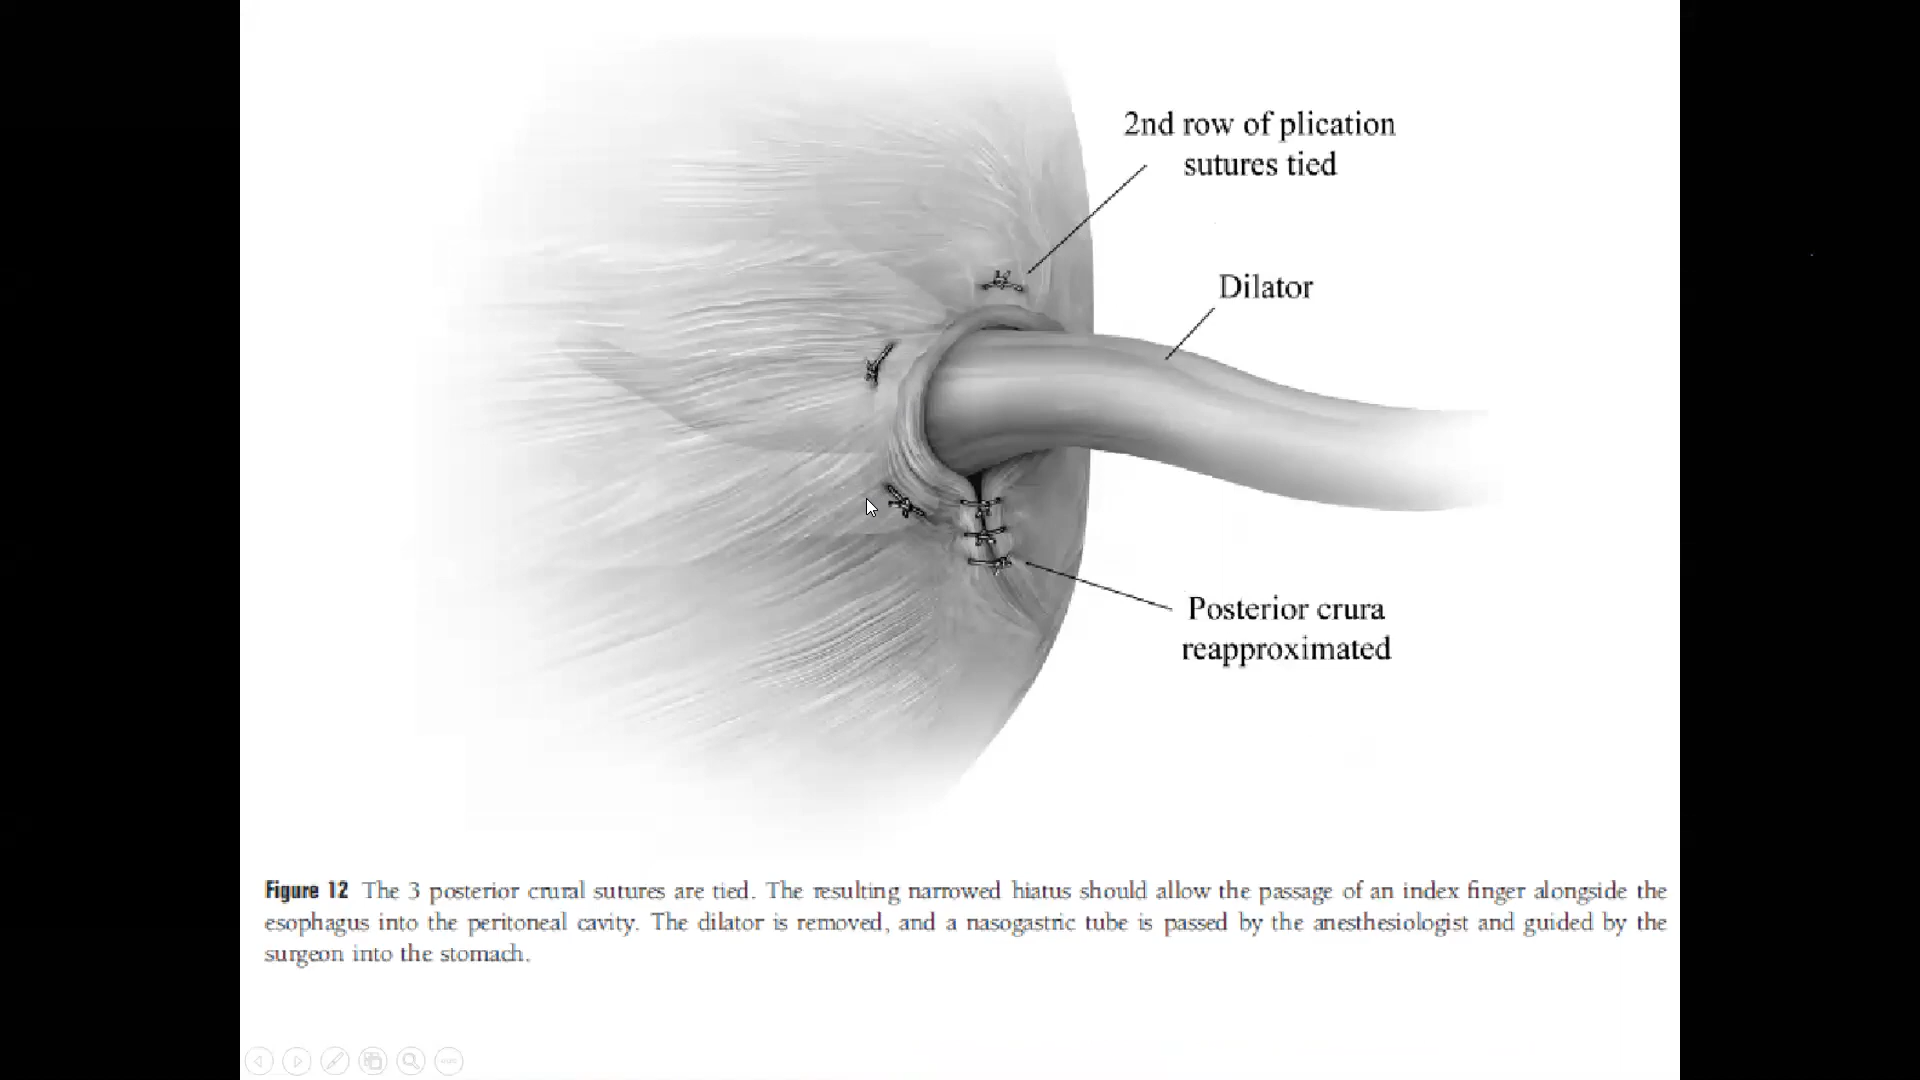 2nd row of plication
sutures tied
Dilator
Posterior crura
reapproximated
Figure 12 The 3 posterior crural sutures are tied. The resulting narrowed hiatus should allow the passage of an index finger alongside the
esophagus into the peritoneal cavity. The dilator is removed, and a nasogastric tube is passed by the anesthesiologist and guided by the
surgeon into the stomach.